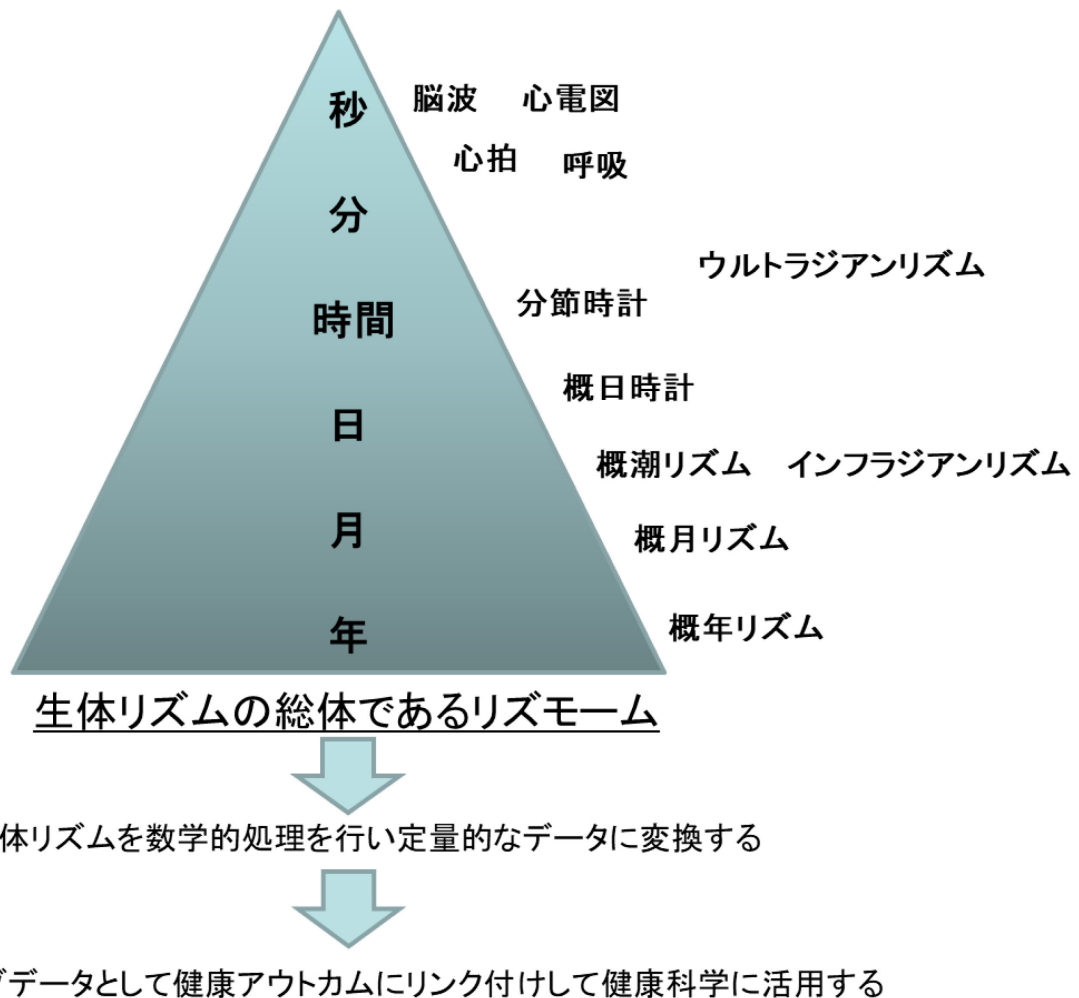 秒 脳波 心電図
心拍 呼吸
分
ウルトラジアンリズム
分節時計
時間
概日時計
日
概潮リズム インフラジアンリズム
月
概月リズム
年
概年リズム
生体リズムの総体であるリズモーム
体リズムを数学的処理を行い定量的なデータに変換する
データとして健康アウトカムにリンク付けして健康科学に活用する